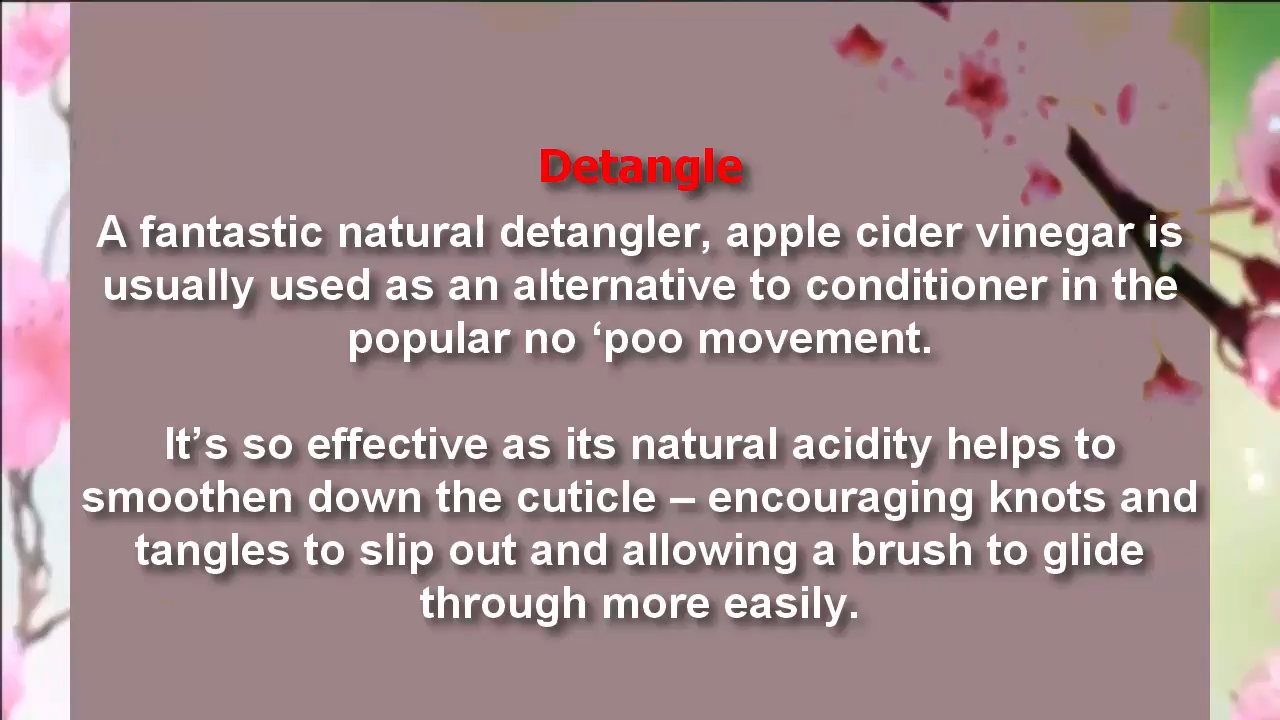 Detangle
A fantastic natural detangler, apple cider vinegar is
usually used as an alternative to conditioner in the
popular no ‘poo movement.
It’s so effective as its natural acidity helps to
smoothen down the cuticle – encouraging knots and
tangles to slip out and allowing a brush to glide
through more easily.